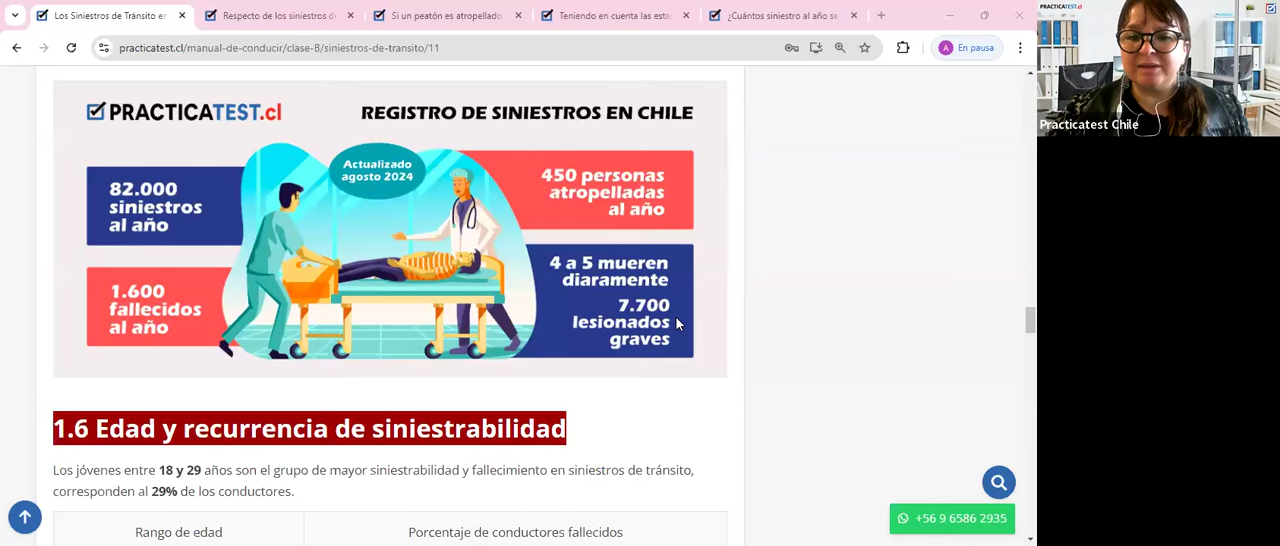 Los Siniestros de Tránsito en
Respecto de los siniestros d
Si un peatón es atropellado
Teniendo en cuenta las esta
¿Cuántos siniestro al año se
practicatest.cl/manual-de-conducir/clase-B/siniestros-de-transito/11
A
En pausa
PRACTICATEST.cl
Practicatest Chile
PRACTICATEST.cl
REGISTRO DE SINIESTROS EN CHILE
Actualizado
agosto 2024
82.000
siniestros
al año
450 personas
atropelladas
al año
1.600
fallecidos
al año
4 a 5 mueren
diaramente
7.700
lesionados
graves
1.6 Edad y recurrencia de siniestrabilidad
Los jóvenes entre 18 y 29 años son el grupo de mayor siniestrabilidad y fallecimiento en siniestros de tránsito,
corresponden al 29% de los conductores.
Rango de edad
Porcentaje de conductores fallecidos
+56 9 6586 2935